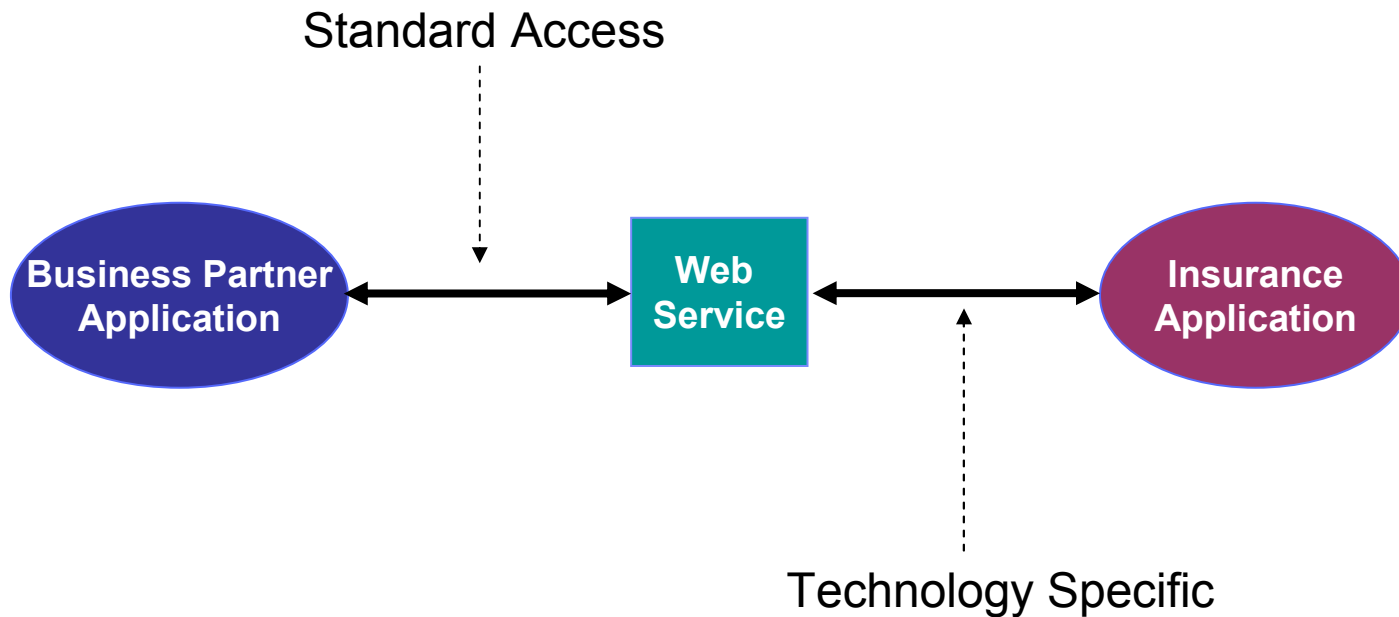 Standard Access
Business Partner
Application
Web
Service
Insurance
Application
Technology Specific